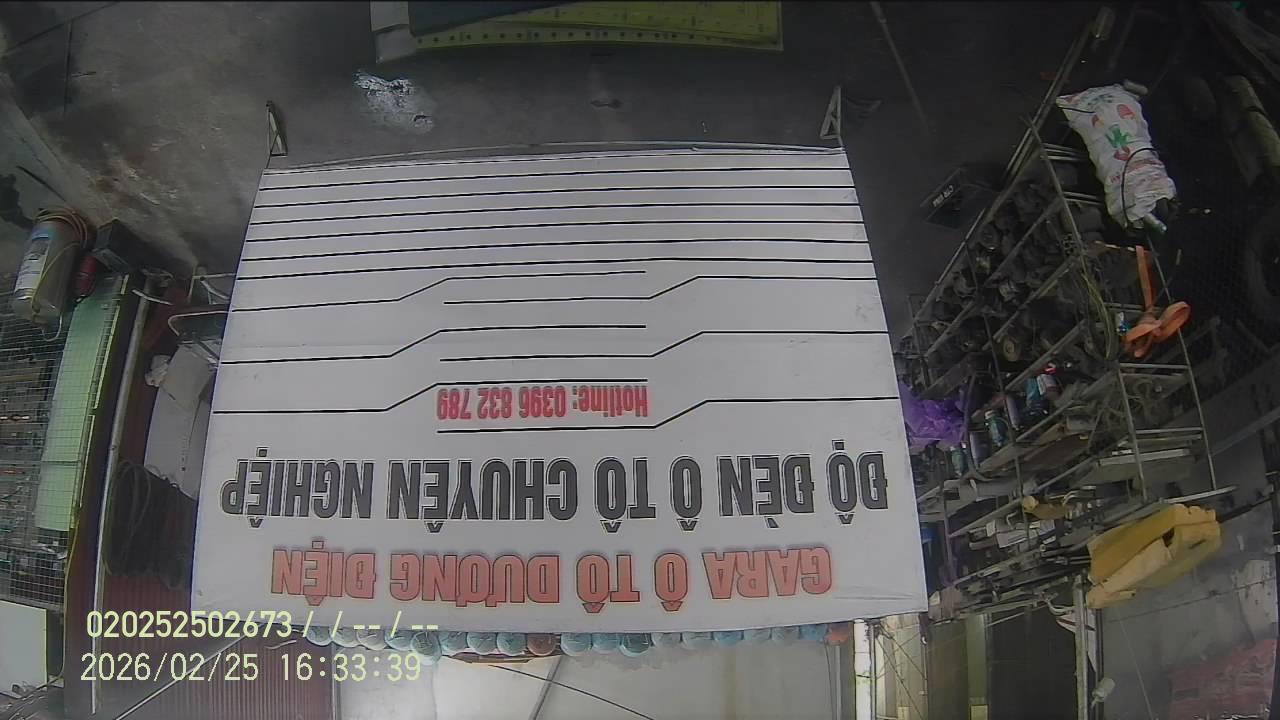 GARA Ô TÔ DƯƠNG ĐIỆN
ĐỘ ĐÈN Ô TÔ CHUYÊN NGHIỆP
Hotline: 0396 832 789
020252502673 / / -- / --
2026/02/25 16:33:39